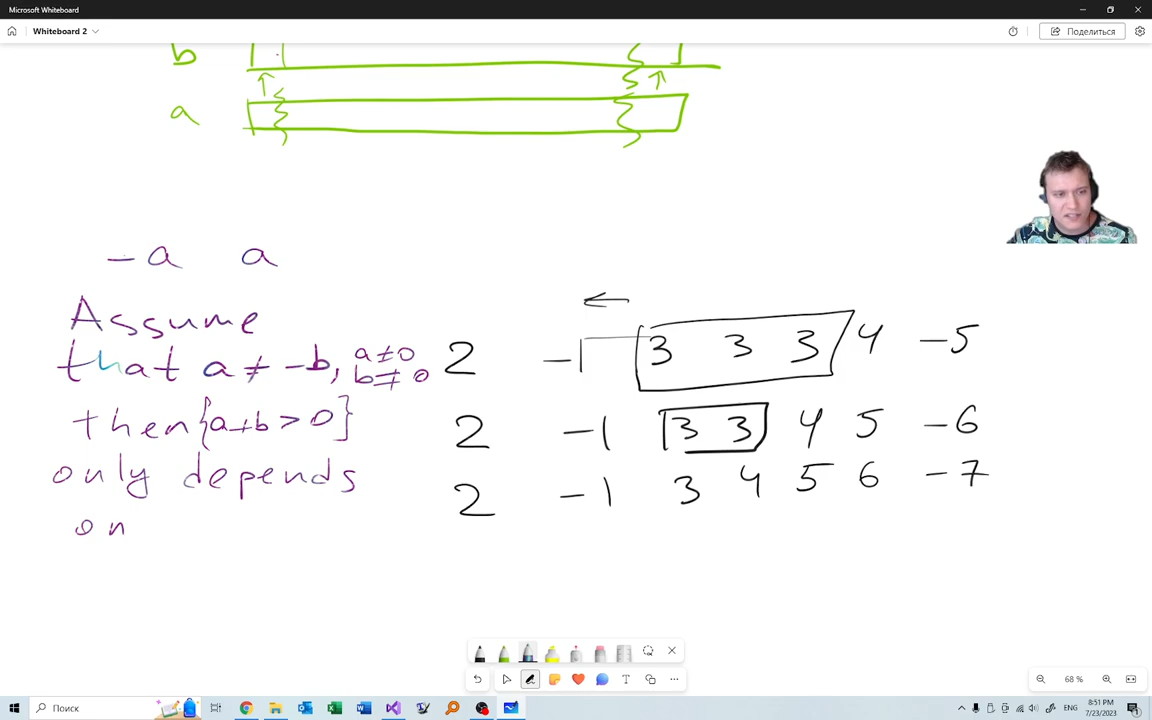 Microsoft Whiteboard
Whiteboard 2
Поделиться
b
a
-a a
Assume
that a ≠ -b, a≠0
b≠0
then{a+b > 0}
only depends
on
2 -1 3 3 3 4 -5
2 -1 3 3 4 5 -6
2 -1 3 4 5 6 -7
68 %
Поиск
ENG
8:51 PM
7/23/2023